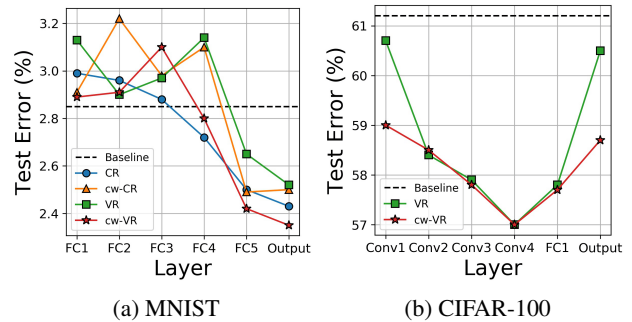 3.2
3.0
2.8
2.6
2.4
Test Error (%)
Baseline
CR
cw-CR
VR
cw-VR
FC1 FC2 FC3 FC4 FC5 Output
Layer
(a) MNIST
61
60
59
58
57
Test Error (%)
Baseline
VR
cw-VR
Conv1 Conv2 Conv3 Conv4 FC1 Output
Layer
(b) CIFAR-100